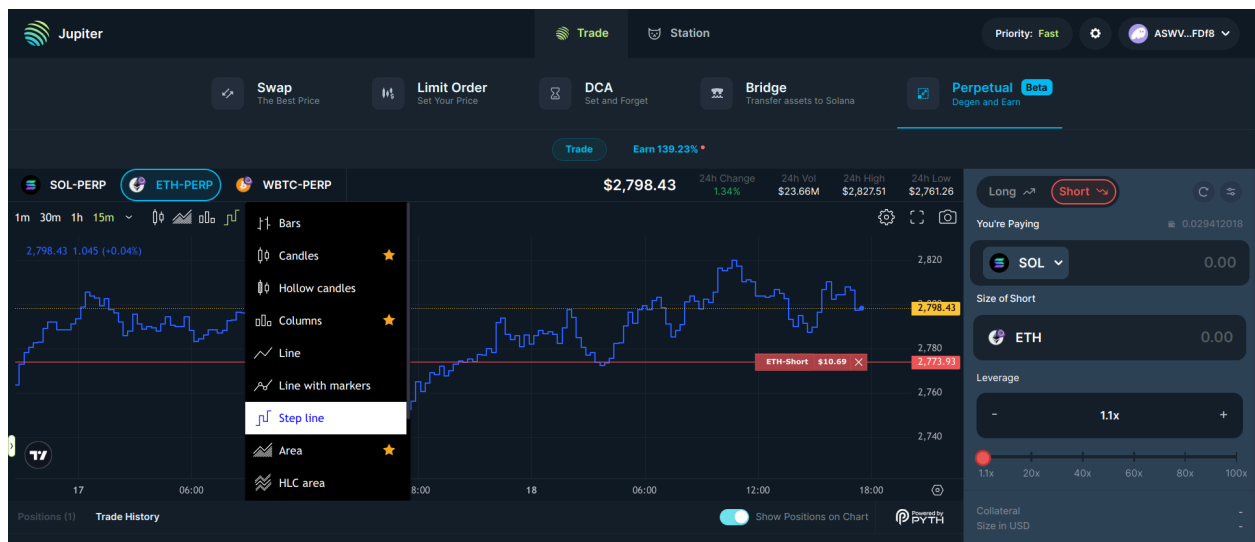 Jupiter
Trade
Station
Priority: Fast
ASWV...FDf8
Swap
The Best Price
Limit Order
Set Your Price
DCA
Set and Forget
Bridge
Transfer assets to Solana
Perpetual Beta
Degen and Earn
Trade
Earn 139.23%
SOL-PERP
ETH-PERP
WBTC-PERP
$2,798.43
24h Change
1.34%
24h Vol
$23.66M
24h High
$2,827.51
24h Low
$2,761.26
1m 30m 1h 15m
2,798.43 1.045 (+0.04%)
Bars
Candles
Hollow candles
Columns
Line
Line with markers
Step line
Area
HLC area
ETH-Short $10.69
2,820
2,798.43
2,780
2,773.93
2,760
2,740
17 06:00 8:00 18 06:00 12:00 18:00
Positions (1)
Trade History
Show Positions on Chart
Powered by
PYTH
Long
Short
You're Paying
0.029412018
SOL
0.00
Size of Short
ETH
0.00
Leverage
- 1.1x +
1.1x 20x 40x 60x 80x 100x
Collateral -
Size in USD -